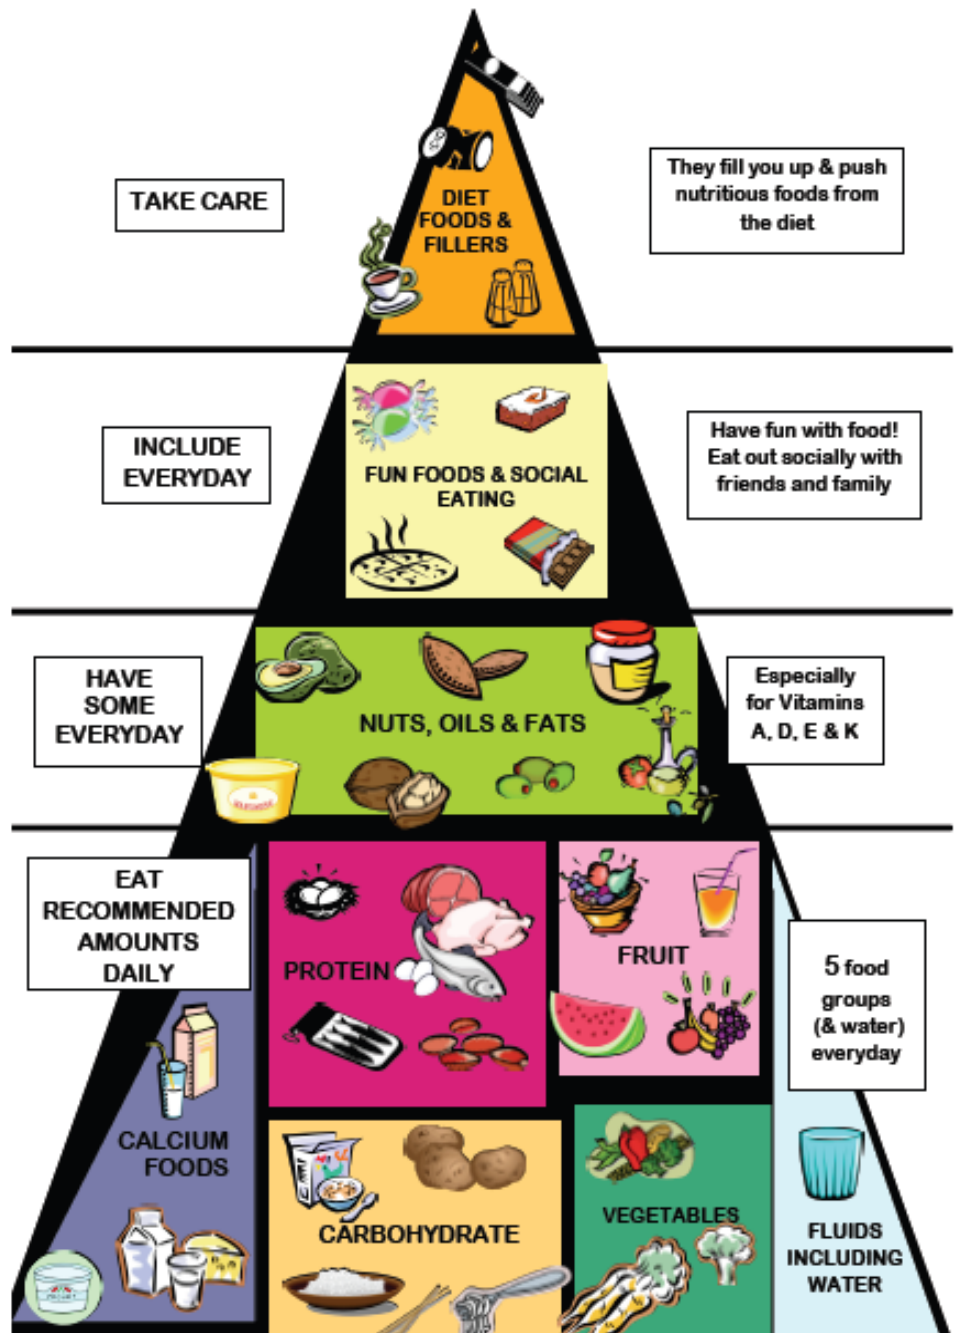 TAKE CARE
DIET
FOODS &
FILLERS
They fill you up & push
nutritious foods from
the diet
INCLUDE
EVERYDAY
FUN FOODS & SOCIAL
EATING
Have fun with food!
Eat out socially with
friends and family
HAVE
SOME
EVERYDAY
NUTS, OILS & FATS
Especially
for Vitamins
A, D, E & K
EAT
RECOMMENDED
AMOUNTS
DAILY
PROTEIN
FRUIT
5 food
groups
(& water)
everyday
CALCIUM
FOODS
CARBOHYDRATE
VEGETABLES
FLUIDS
INCLUDING
WATER